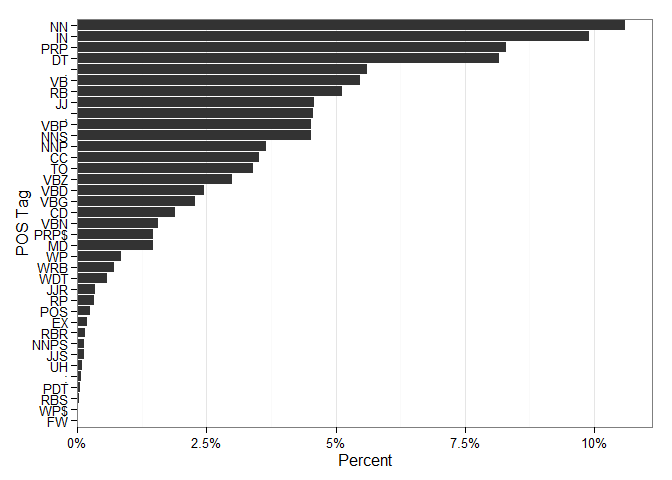 NN
IN
PRP
DT
.
VB
RB
JJ
,
VBP
NNS
NNP
CC
TO
VBZ
VBD
VBG
CD
VBN
PRP$
MD
WP
WRB
WDT
JJR
RP
POS
EX
RBR
NNPS
JJS
UH
:
PDT
RBS
WP$
FW
POS Tag
0% 2.5% 5% 7.5% 10%
Percent